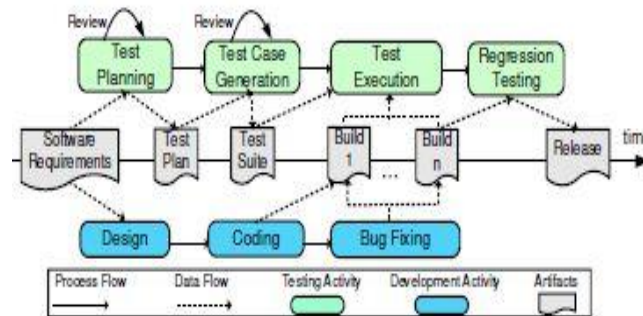 Review
Review
Test
Planning
Test Case
Generation
Test
Execution
Regression
Testing
Software
Requirements
Test
Plan
Test
Suite
Build
1
...
Build
n
Release
time
Design
Coding
Bug Fixing
Process Flow
Data Flow
Testing Activity
Development Activity
Artifacts